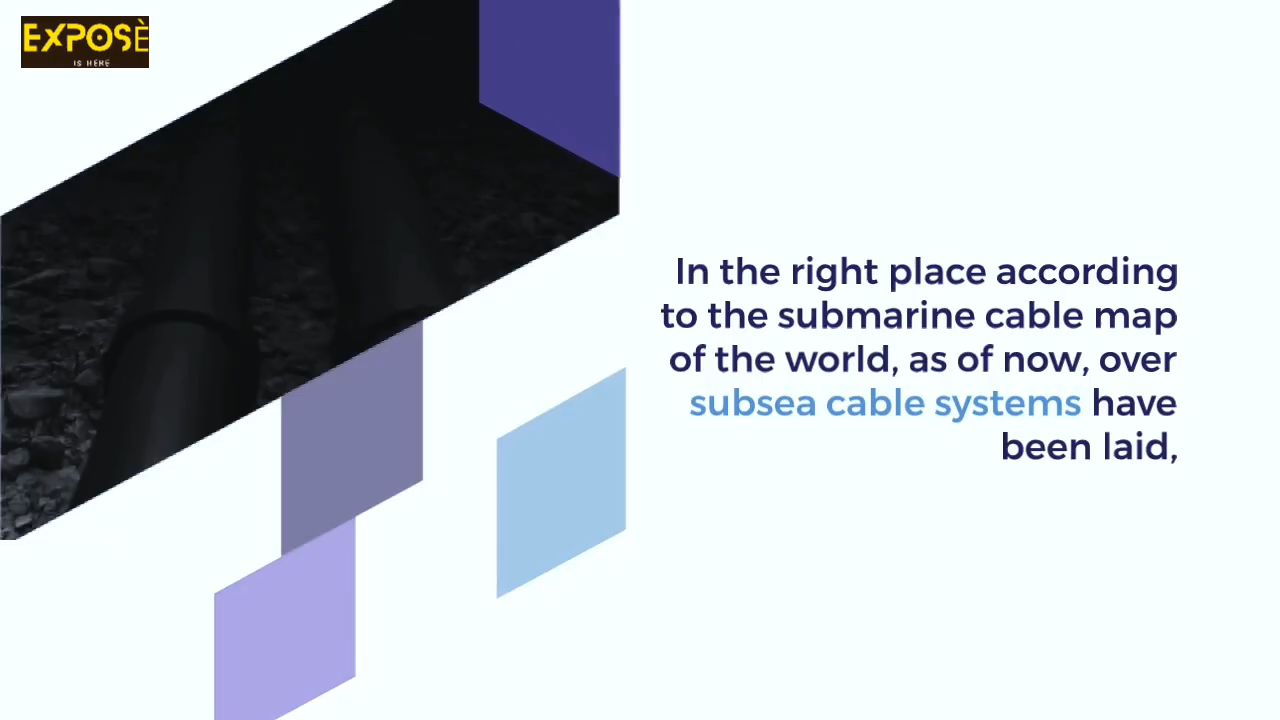 EXPOSÈ
IS HERE
In the right place according
to the submarine cable map
of the world, as of now, over
subsea cable systems have
been laid,